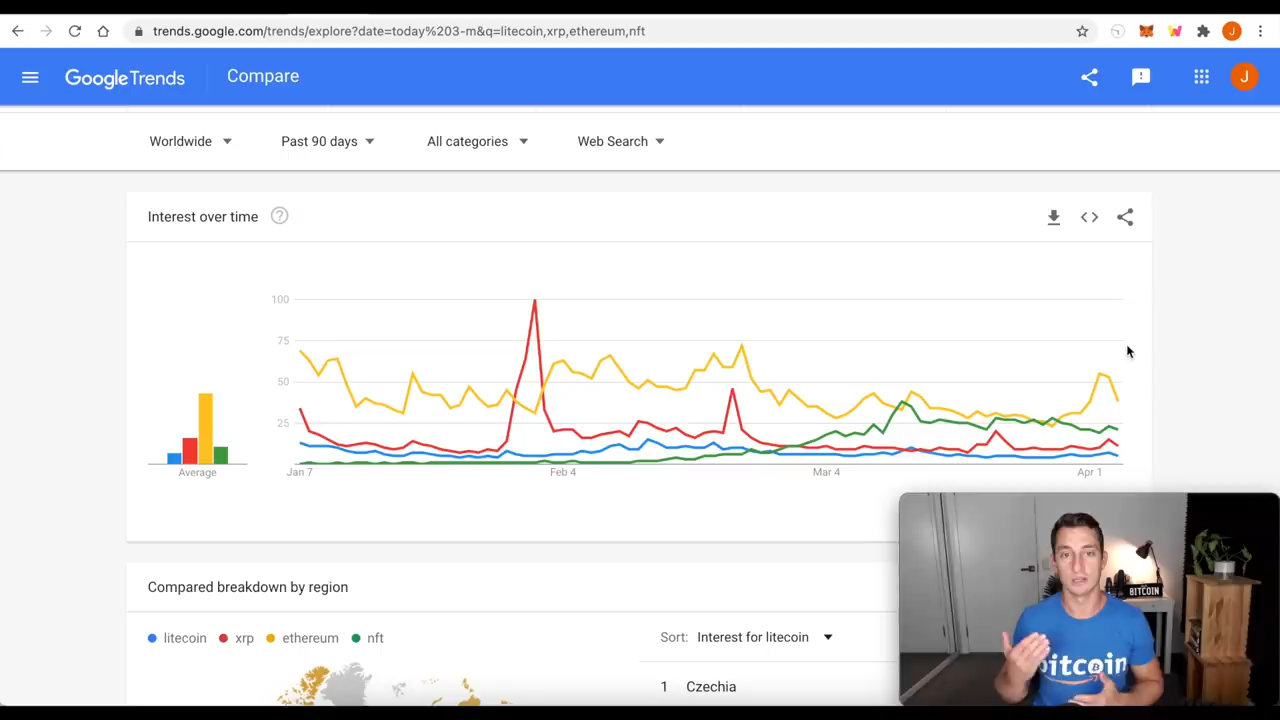 trends.google.com/trends/explore?date=today%203-m&q=litecoin,xrp,ethereum,nft
J
Google Trends
Compare
J
Worldwide
Past 90 days
All categories
Web Search
Interest over time
?
100
75
50
25
Average
Jan 7
Feb 4
Mar 4
Apr 1
Compared breakdown by region
litecoin
xrp
ethereum
nft
Sort: Interest for litecoin
1 Czechia
BITCOIN
bitcoin